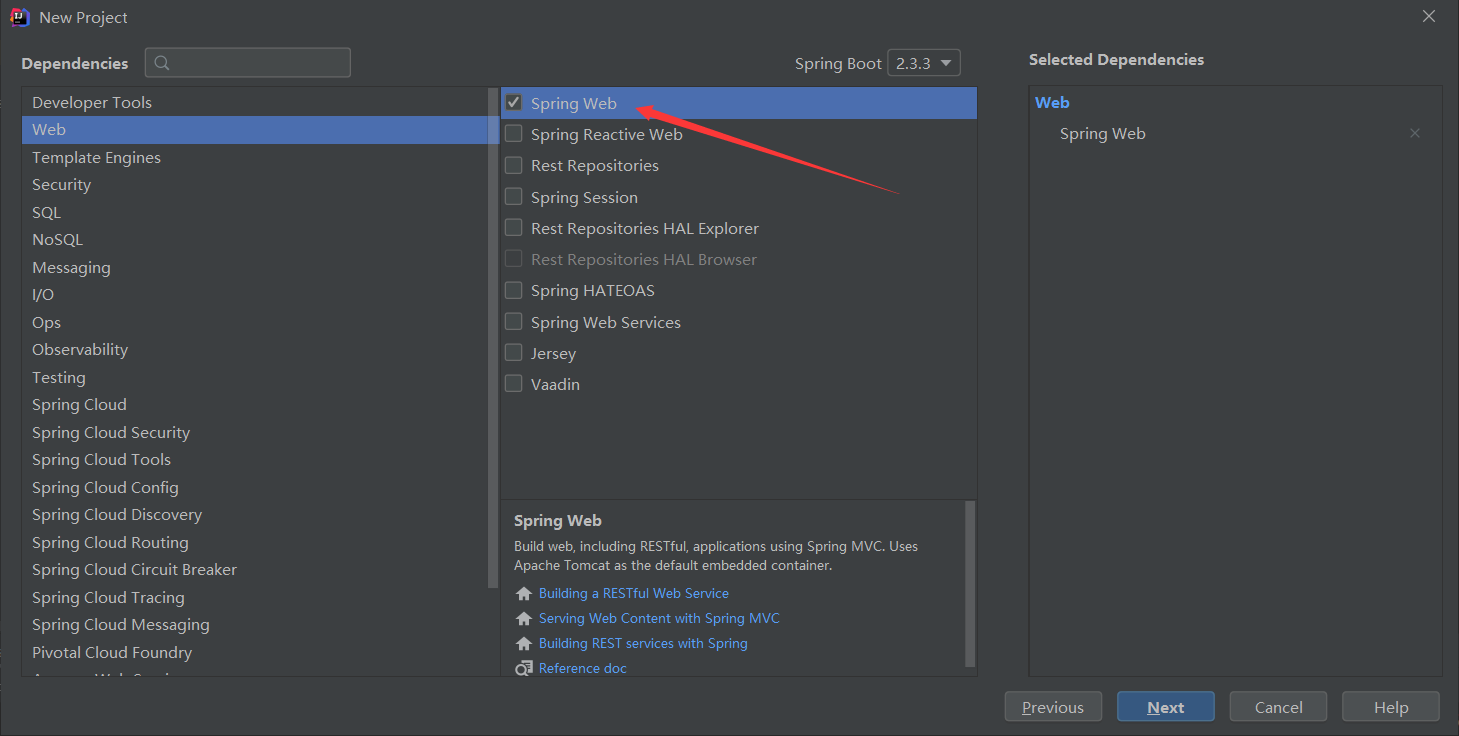 New Project
Dependencies
Spring Boot 2.3.3
Selected Dependencies
Developer Tools
Web
Template Engines
Security
SQL
NoSQL
Messaging
I/O
Ops
Observability
Testing
Spring Cloud
Spring Cloud Security
Spring Cloud Tools
Spring Cloud Config
Spring Cloud Discovery
Spring Cloud Routing
Spring Cloud Circuit Breaker
Spring Cloud Tracing
Spring Cloud Messaging
Pivotal Cloud Foundry
Spring Web
Spring Reactive Web
Rest Repositories
Spring Session
Rest Repositories HAL Explorer
Rest Repositories HAL Browser
Spring HATEOAS
Spring Web Services
Jersey
Vaadin
Spring Web
Build web, including RESTful, applications using Spring MVC. Uses
Apache Tomcat as the default embedded container.
Building a RESTful Web Service
Serving Web Content with Spring MVC
Building REST services with Spring
Reference doc
Web
Spring Web
Previous
Next
Cancel
Help